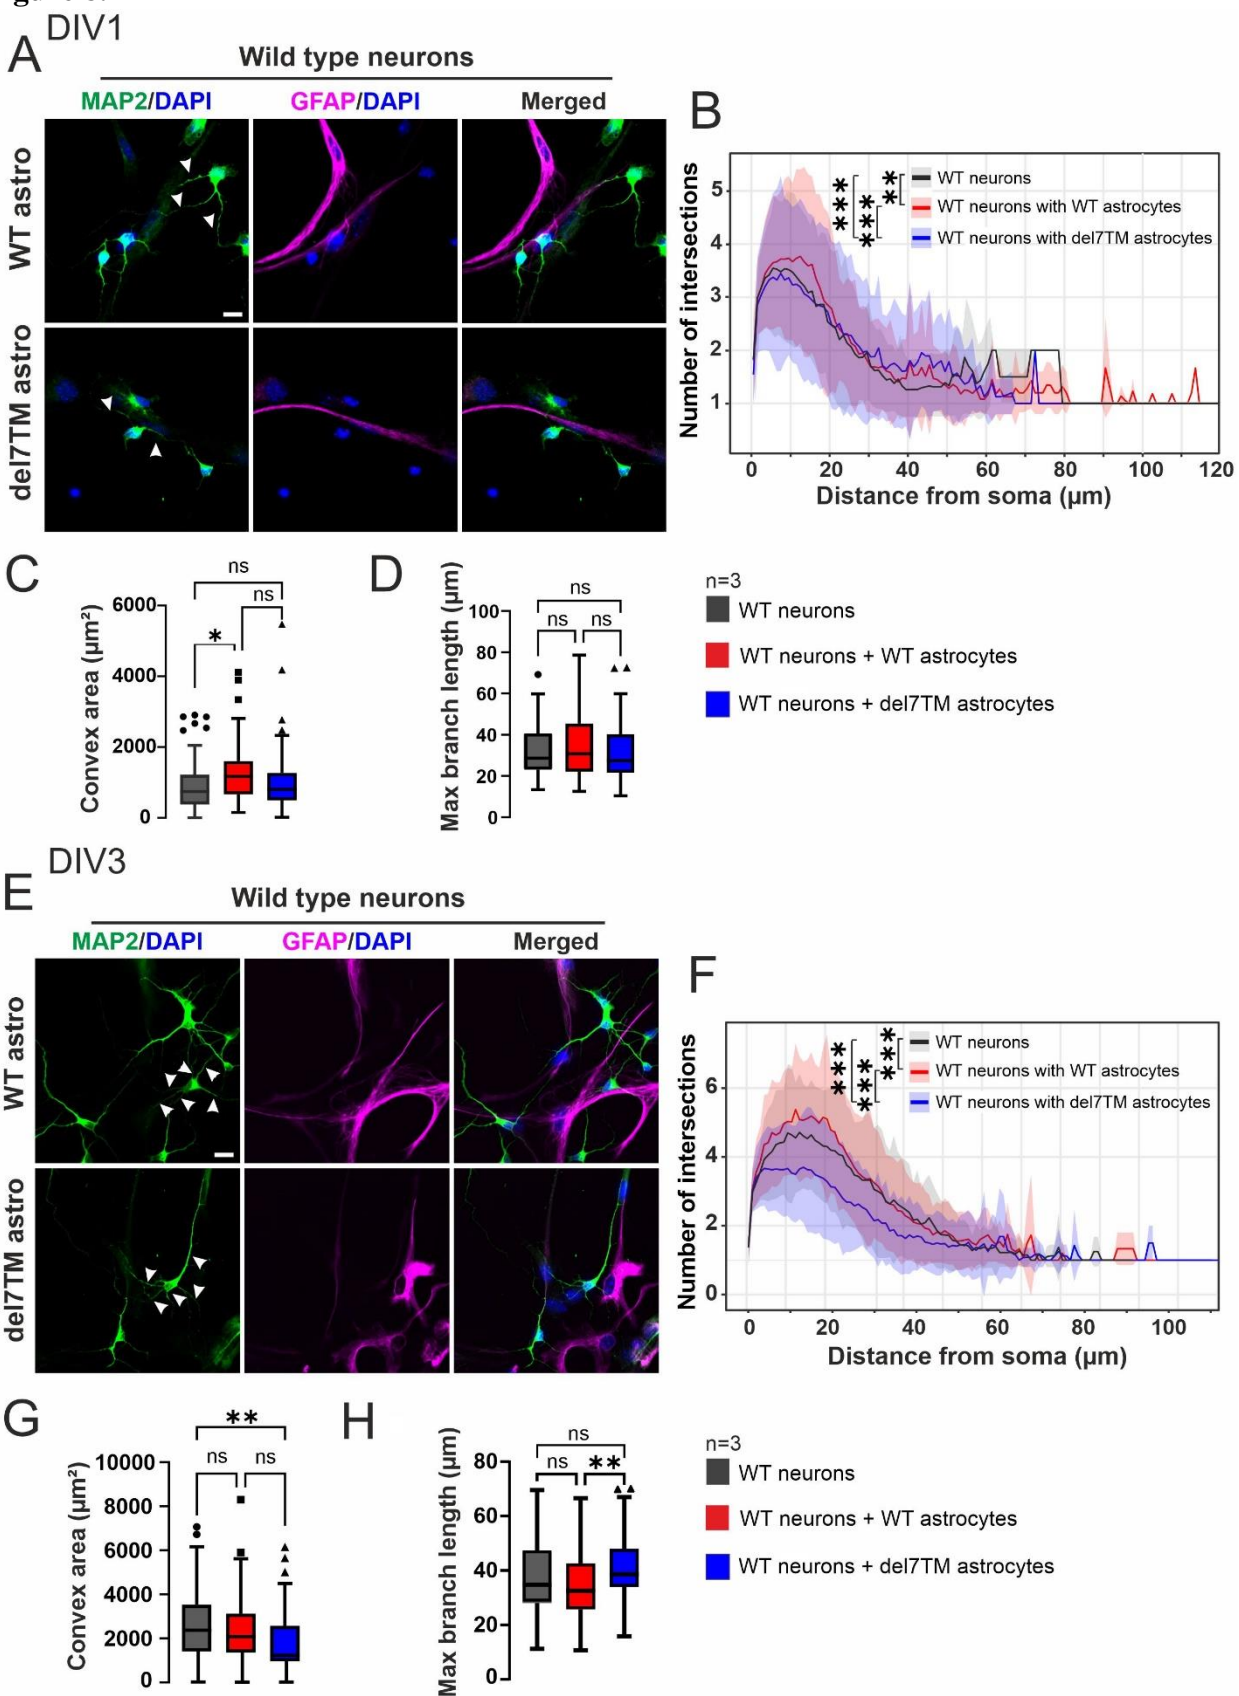 DIV1
A
Wild type neurons
MAP2/DAPI GFAP/DAPI Merged
WT astro
del7TM astro
B
Number of intersections
5
4
3
2
1
0 20 40 60 80 100 120
Distance from soma (µm)
*** *** **
WT neurons
WT neurons with WT astrocytes
WT neurons with del7TM astrocytes
C
Convex area (µm²)
6000
4000
2000
0
ns
ns
*
D
Max branch length (µm)
100
80
60
40
20
0
ns
ns ns
n=3
WT neurons
WT neurons + WT astrocytes
WT neurons + del7TM astrocytes
DIV3
E
Wild type neurons
MAP2/DAPI GFAP/DAPI Merged
WT astro
del7TM astro
F
Number of intersections
6
4
2
0
0 20 40 60 80 100
Distance from soma (µm)
*** *** ***
WT neurons
WT neurons with WT astrocytes
WT neurons with del7TM astrocytes
G
Convex area (µm²)
10000
8000
6000
4000
2000
0
**
ns ns
H
Max branch length (µm)
80
60
40
20
0
ns
ns **
n=3
WT neurons
WT neurons + WT astrocytes
WT neurons + del7TM astrocytes